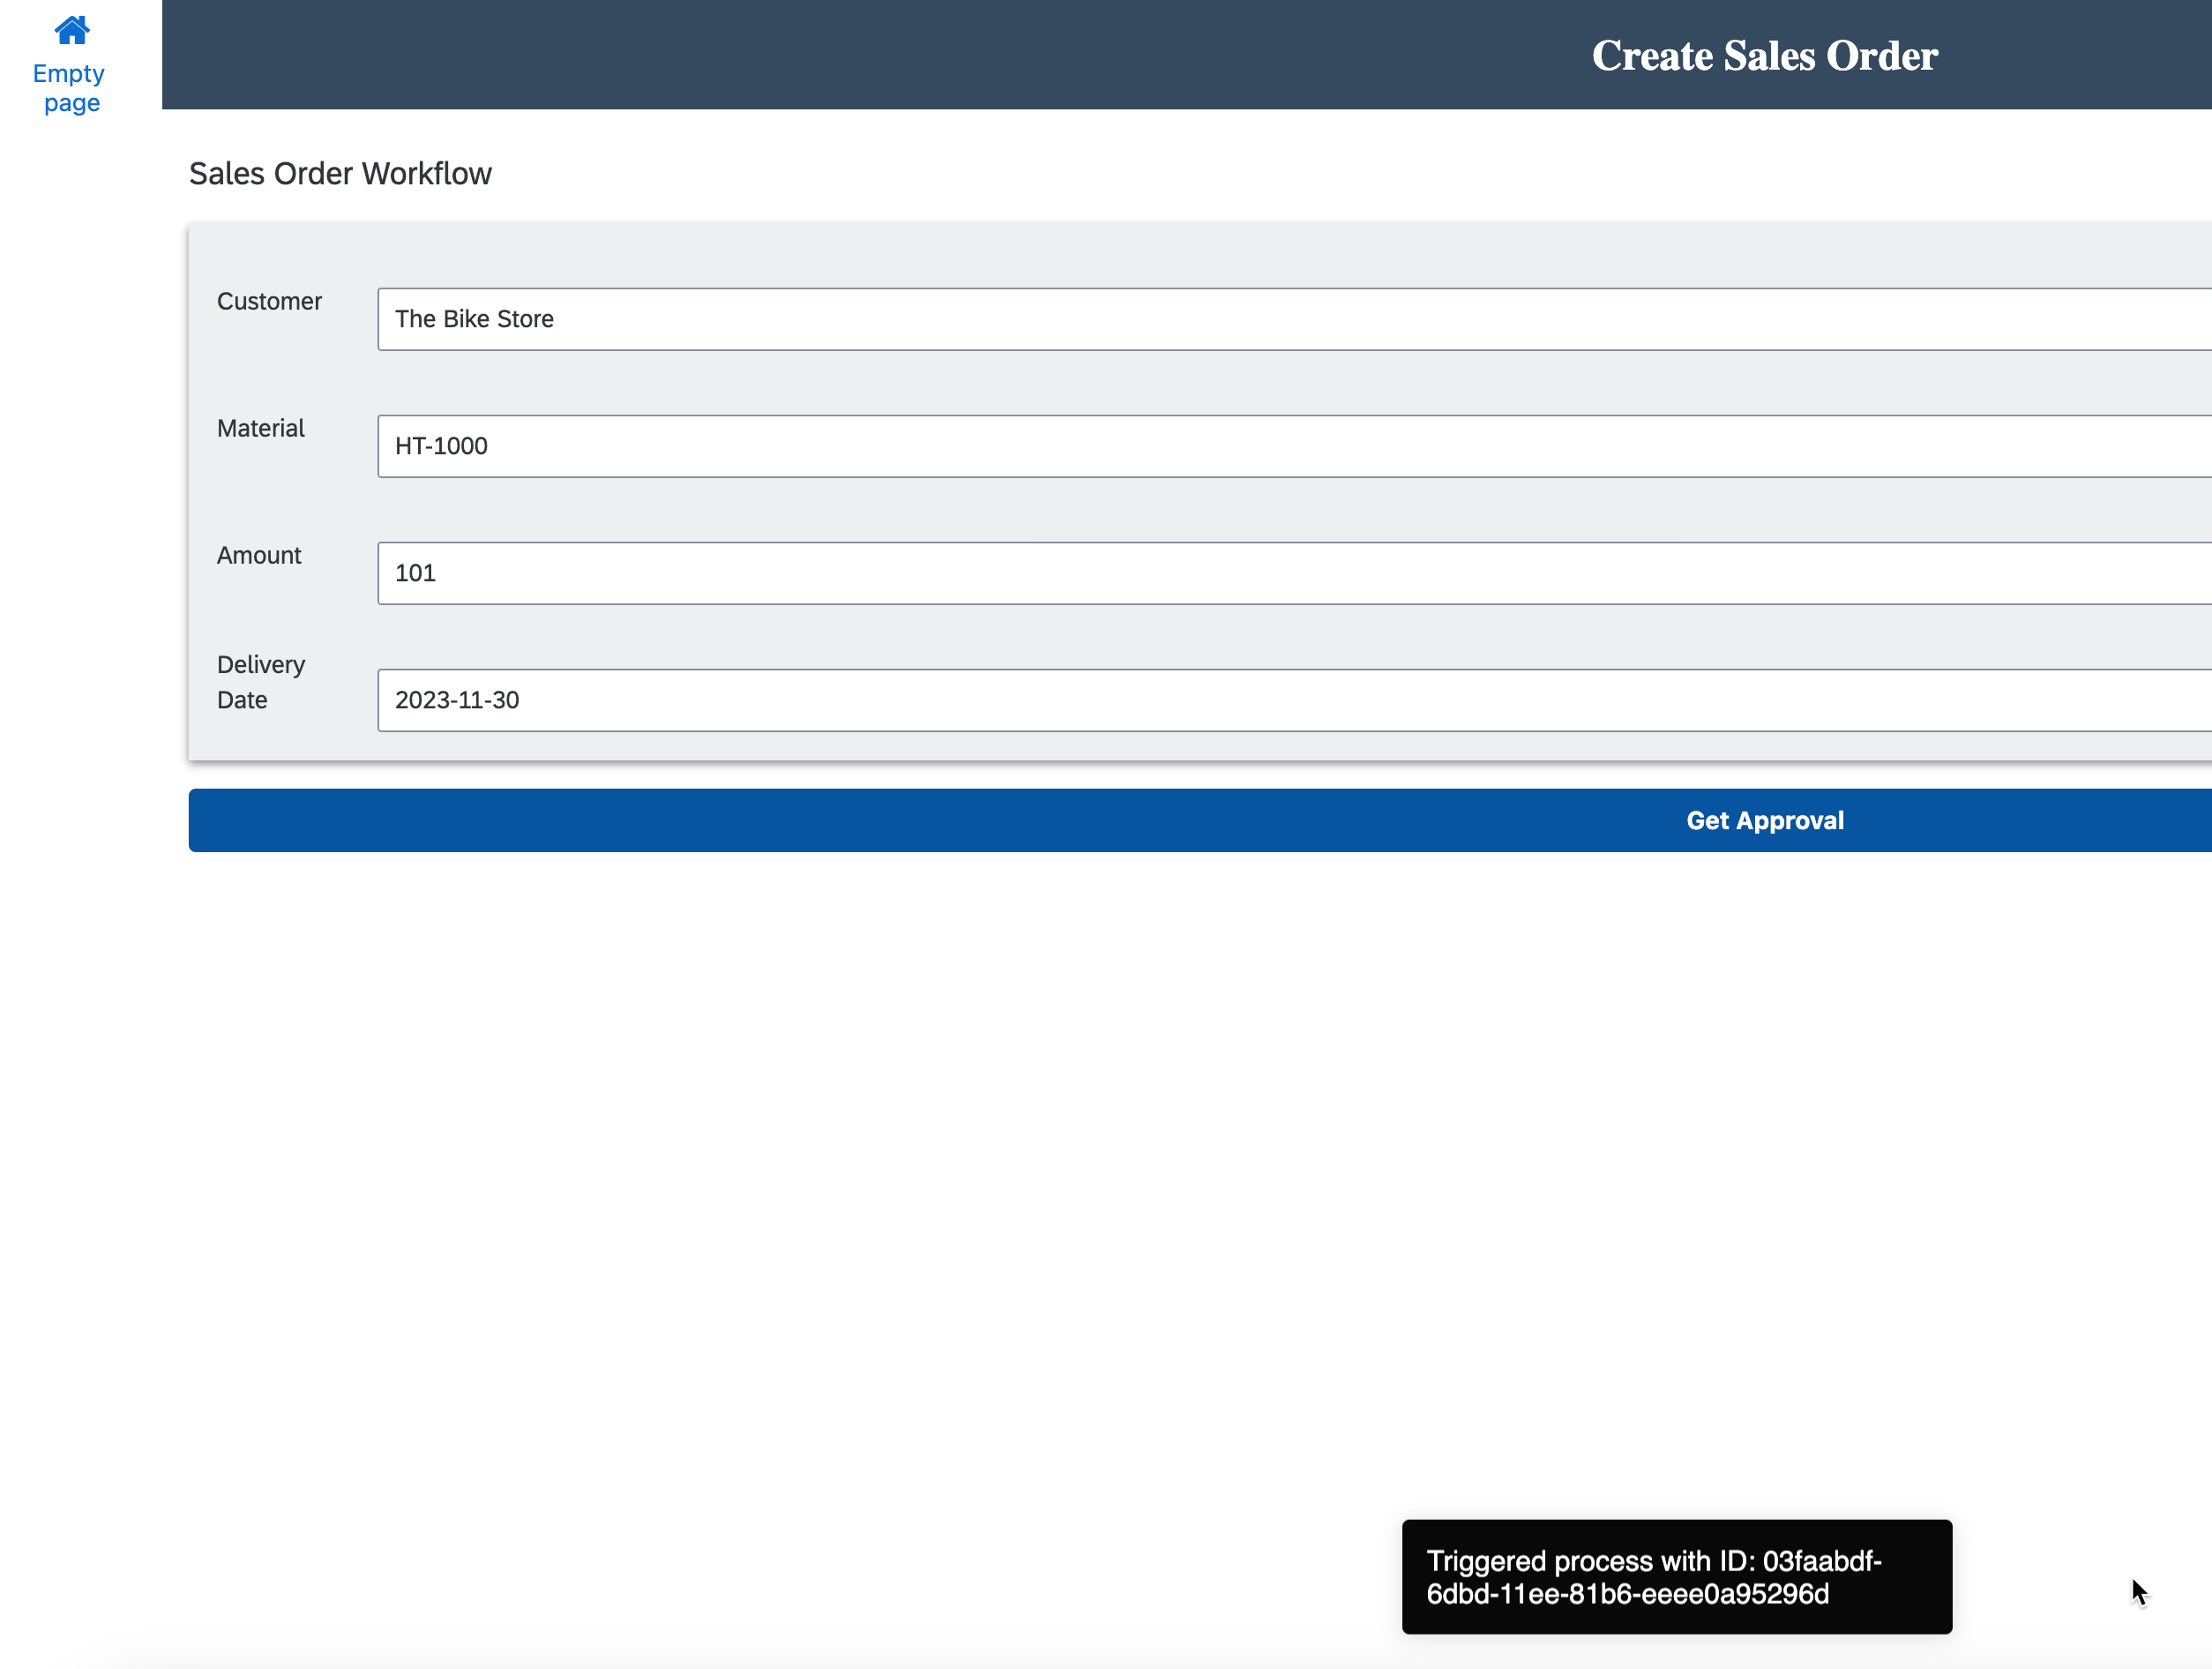 Empty
page
Create Sales Order
Sales Order Workflow
Customer
The Bike Store
Material
HT-1000
Amount
101
Delivery
Date
2023-11-30
Get Approval
Triggered process with ID: 03faabdf-
6dbd-11ee-81b6-eeee0a95296d